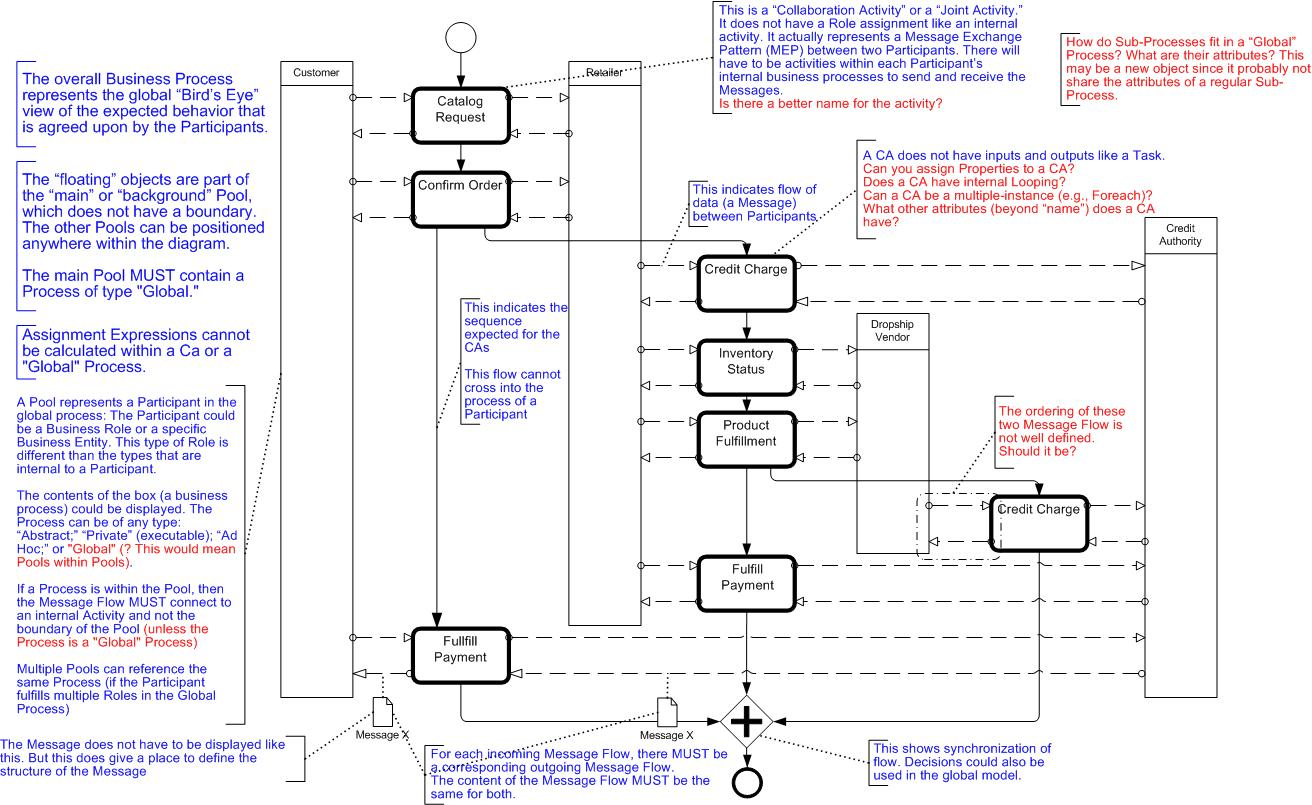 This is a “Collaboration Activity” or a “Joint Activity.”
It does not have a Role assignment like an internal
activity. It actually represents a Message Exchange
Pattern (MEP) between two Participants. There will
have to be activities within each Participant’s
internal business processes to send and receive the
Messages.
Is there a better name for the activity?
How do Sub-Processes fit in a “Global”
Process? What are their attributes? This
may be a new object since it probably not
share the attributes of a regular Sub-
Process.
The overall Business Process
represents the global “Bird’s Eye”
view of the expected behavior that
is agreed upon by the Participants.
Customer
Retailer
Catalog
Request
The “floating” objects are part of
the “main” or “background” Pool,
which does not have a boundary.
The other Pools can be positioned
anywhere within the diagram.
The main Pool MUST contain a
Process of type "Global."
Confirm Order
This indicates flow of
data (a Message)
between Participants
A CA does not have inputs and outputs like a Task.
Can you assign Properties to a CA?
Does a CA have internal Looping?
Can a CA be a multiple-instance (e.g., Foreach)?
What other attributes (beyond “name”) does a CA
have?
Credit
Authority
Credit Charge
Assignment Expressions cannot
be calculated within a Ca or a
"Global" Process.
This indicates the
sequence
expected for the
CAs
This flow cannot
cross into the
process of a
Participant
Dropship
Vendor
Inventory
Status
Product
Fulfillment
The ordering of these
two Message Flow is
not well defined.
Should it be?
Credit Charge
A Pool represents a Participant in the
global process: The Participant could
be a Business Role or a specific
Business Entity. This type of Role is
different than the types that are
internal to a Participant.
The contents of the box (a business
process) could be displayed. The
Process can be of any type:
“Abstract;” “Private” (executable); “Ad
Hoc;” or "Global" (? This would mean
Pools within Pools).
If a Process is within the Pool, then
the Message Flow MUST connect to
an internal Activity and not the
boundary of the Pool (unless the
Process is a "Global" Process)
Multiple Pools can reference the
same Process (if the Participant
fulfills multiple Roles in the Global
Process)
Fulfill
Payment
Fullfill
Payment
Message X
Message X
The Message does not have to be displayed like
this. But this does give a place to define the
structure of the Message
For each incoming Message Flow, there MUST be
a corresponding outgoing Message Flow.
The content of the Message Flow MUST be the
same for both.
This shows synchronization of
flow. Decisions could also be
used in the global model.